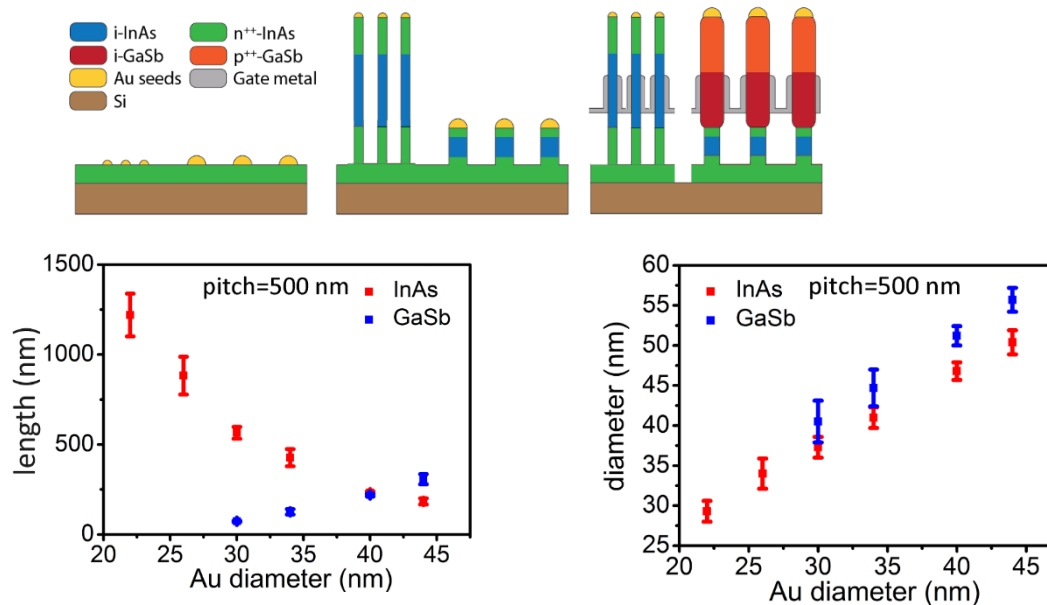 i-InAs
n⁺⁺-InAs
i-GaSb
p⁺⁺-GaSb
Au seeds
Gate metal
Si
1500
1000
500
0
length (nm)
pitch=500 nm
InAs
GaSb
20 25 30 35 40 45
Au diameter (nm)
60
55
50
45
40
35
30
25
diameter (nm)
pitch=500 nm
InAs
GaSb
20 22 25 30 35 40 45
Au diameter (nm)